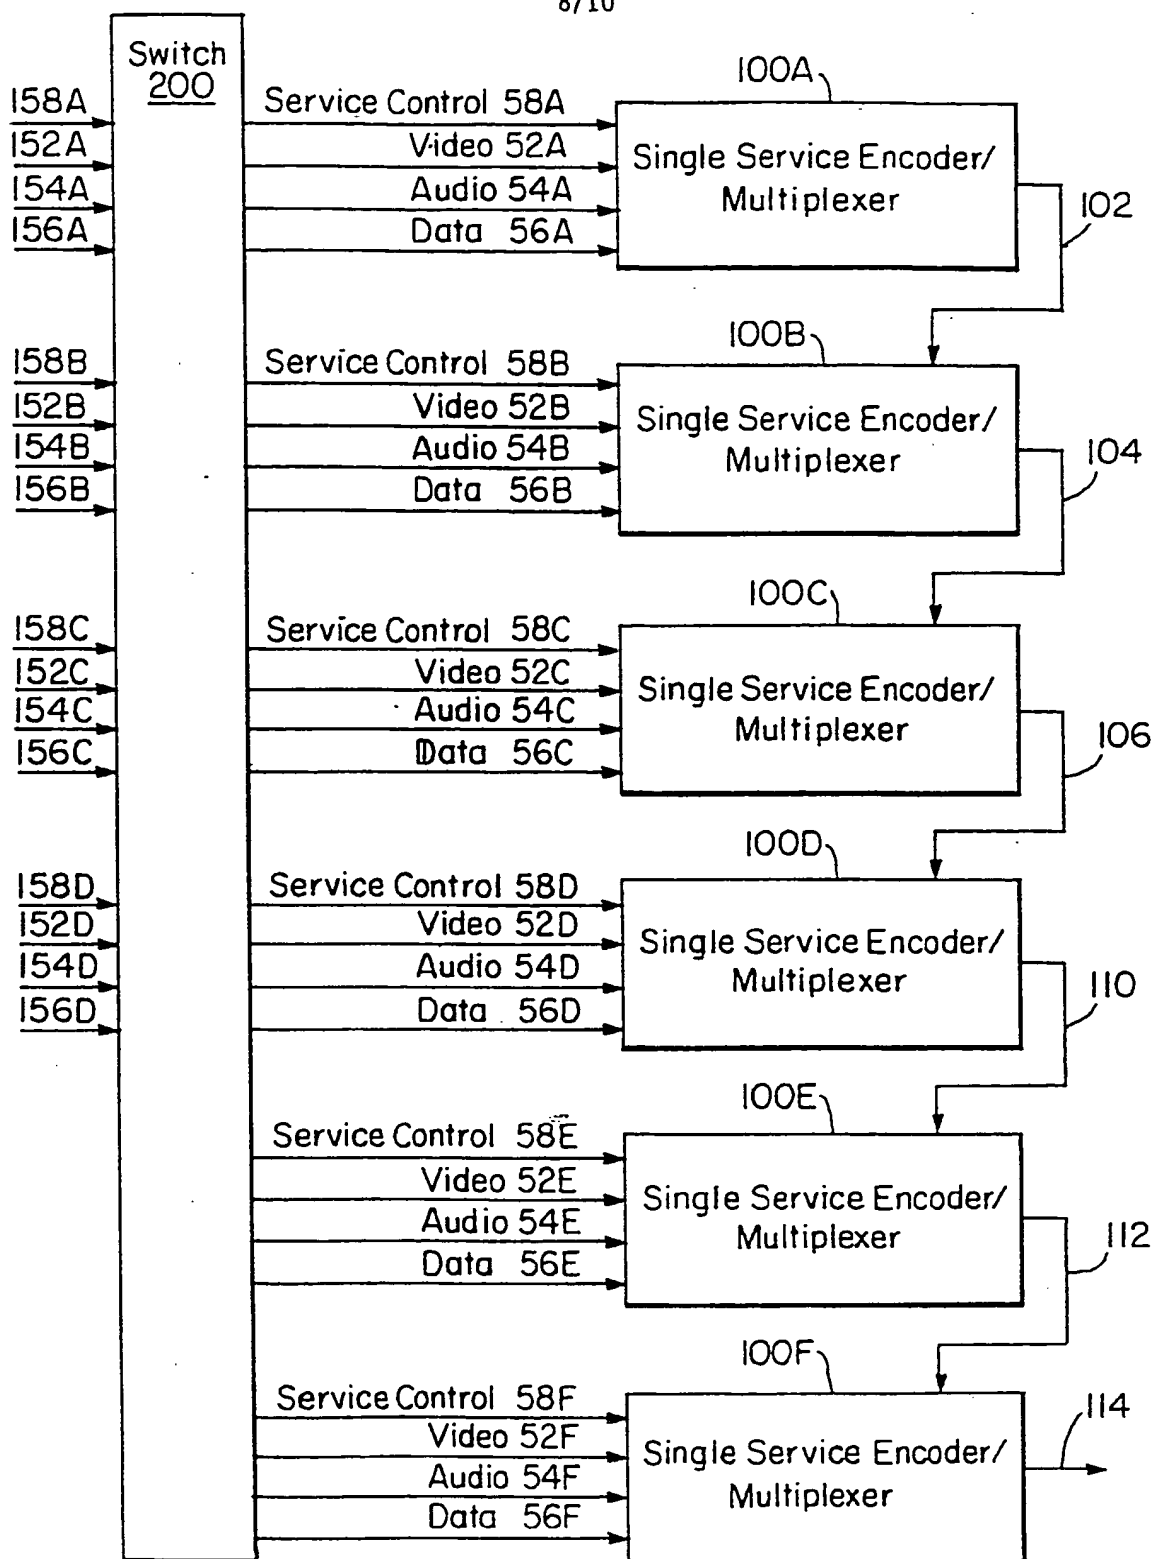 8/10
Switch
200
100A
158A
Service Control 58A
152A
Video 52A
154A
Audio 54A
156A
Data 56A
Single Service Encoder/
Multiplexer
102
100B
158B
Service Control 58B
152B
Video 52B
154B
Audio 54B
156B
Data 56B
Single Service Encoder/
Multiplexer
104
100C
158C
Service Control 58C
152C
Video 52C
154C
Audio 54C
156C
Data 56C
Single Service Encoder/
Multiplexer
106
100D
158D
Service Control 58D
152D
Video 52D
154D
Audio 54D
156D
Data 56D
Single Service Encoder/
Multiplexer
110
100E
Service Control 58E
Video 52E
Audio 54E
Data 56E
Single Service Encoder/
Multiplexer
112
100F
Service Control 58F
Video 52F
Audio 54F
Data 56F
Single Service Encoder/
Multiplexer
114